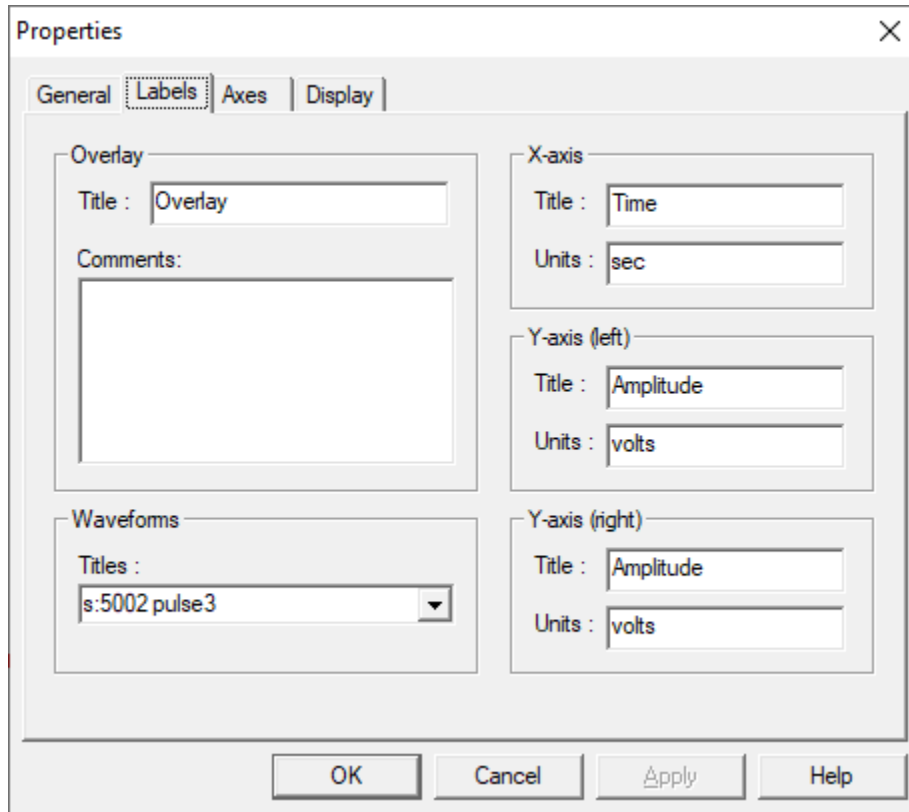 Properties
General Labels Axes Display
Overlay
Title : Overlay
Comments:
Waveforms
Titles :
s:5002 pulse3
X-axis
Title : Time
Units : sec
Y-axis (left)
Title : Amplitude
Units : volts
Y-axis (right)
Title : Amplitude
Units : volts
OK Cancel Apply Help